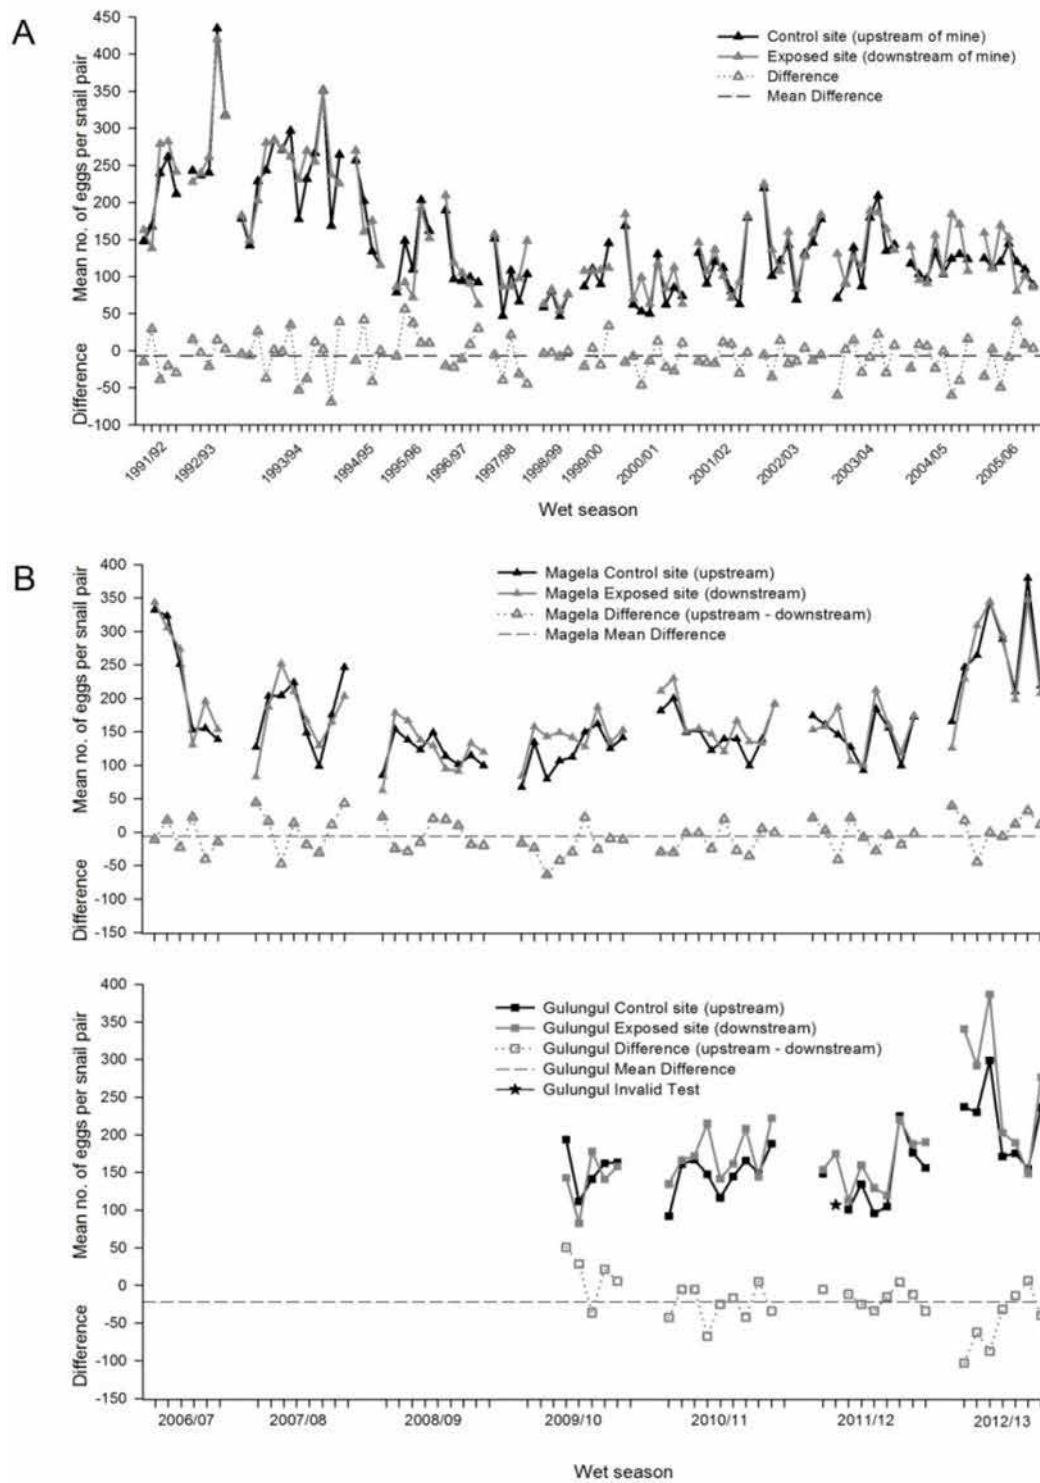 A
Mean no. of eggs per snail pair
Difference
450
400
350
300
250
200
150
100
50
0
-50
-100
Control site (upstream of mine)
Exposed site (downstream of mine)
Difference
Mean Difference
1991/92
1992/93
1993/94
1994/95
1995/96
1996/97
1997/98
1998/99
1999/00
2000/01
2001/02
2002/03
2003/04
2004/05
2005/06
Wet season
B
Mean no. of eggs per snail pair
Difference
400
350
300
250
200
150
100
50
0
-50
-100
-150
Magela Control site (upstream)
Magela Exposed site (downstream)
Magela Difference (upstream - downstream)
Magela Mean Difference
Mean no. of eggs per snail pair
Difference
400
350
300
250
200
150
100
50
0
-50
-100
-150
Gulungul Control site (upstream)
Gulungul Exposed site (downstream)
Gulungul Difference (upstream - downstream)
Gulungul Mean Difference
Gulungul Invalid Test
2006/07
2007/08
2008/09
2009/10
2010/11
2011/12
2012/13
Wet season